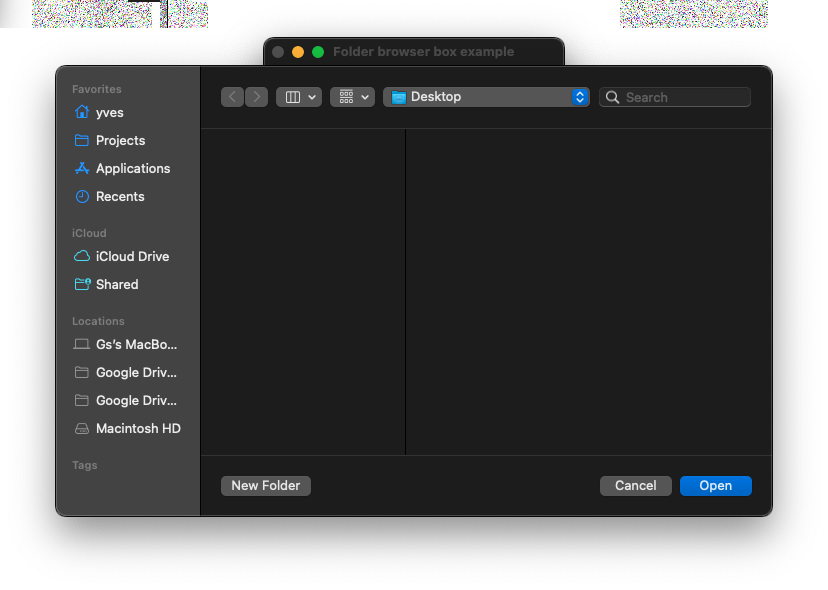 Folder browser box example
Favorites
yves
Projects
Applications
Recents
iCloud
iCloud Drive
Shared
Locations
Gs's MacBo...
Google Driv...
Google Driv...
Macintosh HD
Tags
Desktop
Search
New Folder
Cancel
Open